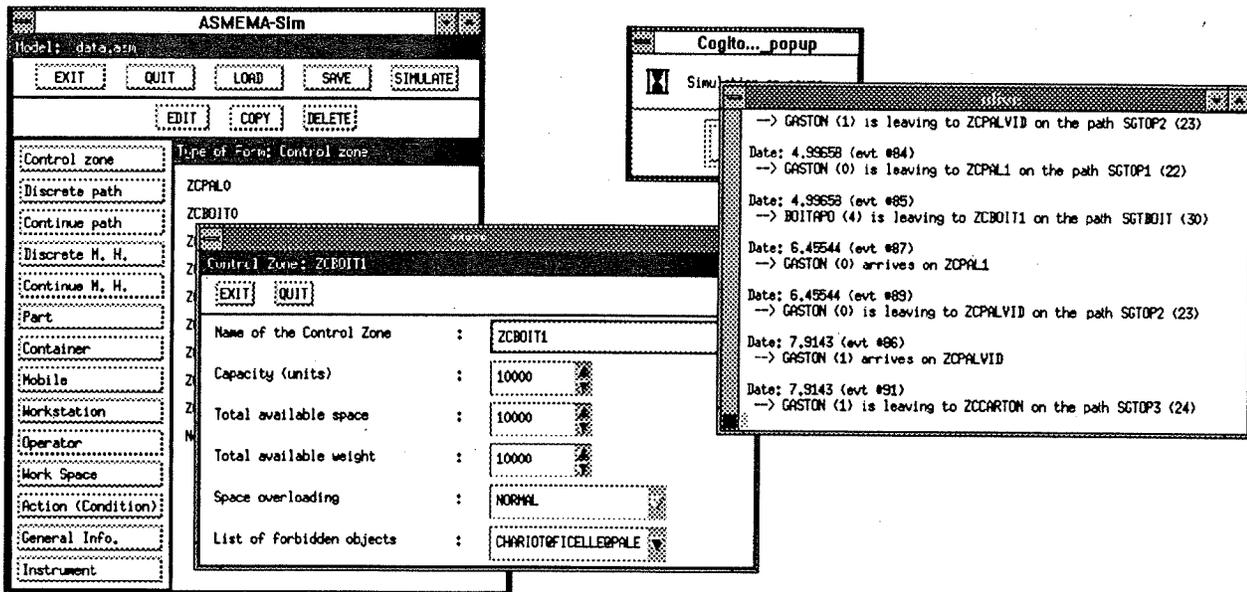 ASMEMA-Sim
Model: data.asm
EXIT QUIT LOAD SAVE SIMULATE
EDIT COPY DELETE
Control zone
Discrete path
Continue path
Discrete M. H.
Continue M. H.
Part
Container
Mobile
Workstation
Operator
Work Space
Action (Condition)
General Info.
Instrument
Type of Form: Control zone
ZCPAL0
ZCBOIT0
Control Zone: ZCBOIT1
EXIT QUIT
Name of the Control Zone : ZCBOIT1
Capacity (units) : 10000
Total available space : 10000
Total available weight : 10000
Space overloading : NORMAL
List of forbidden objects : CHARIOT@FICELLE@PALE
Cogito..._popup
--> GASTON (1) is leaving to ZCPALVID on the path SGTOP2 (23)
Date: 4.99658 (evt #84)
--> GASTON (0) is leaving to ZCPAL1 on the path SGTOP1 (22)
Date: 4.99658 (evt #85)
--> BOITAPO (4) is leaving to ZCBOIT1 on the path SGTBOIT (30)
Date: 6.45544 (evt #87)
--> GASTON (0) arrives on ZCPAL1
Date: 6.45544 (evt #89)
--> GASTON (0) is leaving to ZCPALVID on the path SGTOP2 (23)
Date: 7.9143 (evt #86)
--> GASTON (1) arrives on ZCPALVID
Date: 7.9143 (evt #91)
--> GASTON (1) is leaving to ZCCARTON on the path SGTOP3 (24)